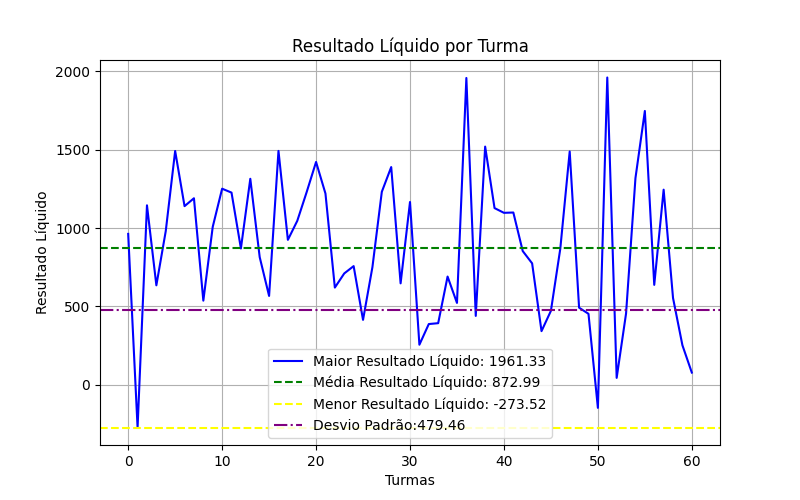 Resultado Líquido por Turma
2000
1500
1000
500
0
Resultado Líquido
Maior Resultado Líquido: 1961.33
Média Resultado Líquido: 872.99
Menor Resultado Líquido: -273.52
Desvio Padrão:479.46
0 10 20 30 40 50 60
Turmas